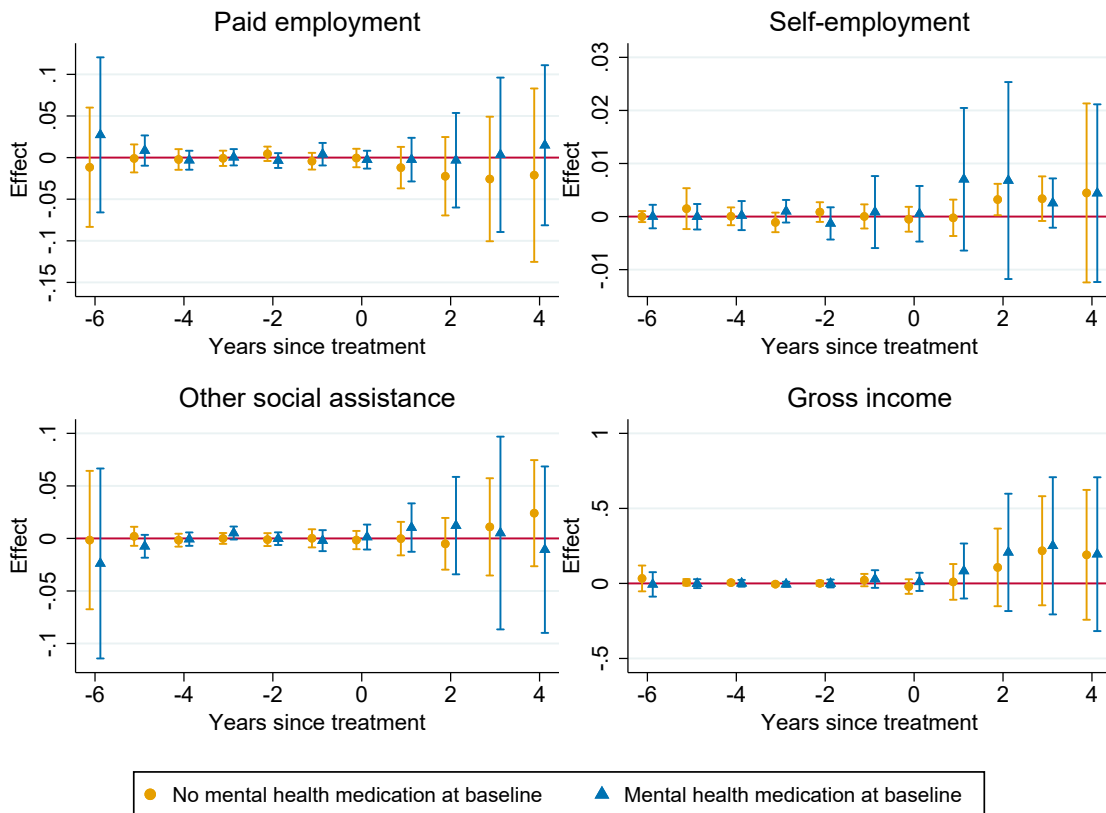 Paid employment
Effect
.1
.05
0
-.05
-.1
-.15
-6 -4 -2 0 2 4
Years since treatment
Self-employment
Effect
.03
.02
.01
0
-.01
-6 -4 -2 0 2 4
Years since treatment
Other social assistance
Effect
.1
.05
0
-.05
-.1
-6 -4 -2 0 2 4
Years since treatment
Gross income
Effect
1
.5
0
-.5
-6 -4 -2 0 2 4
Years since treatment
No mental health medication at baseline
Mental health medication at baseline